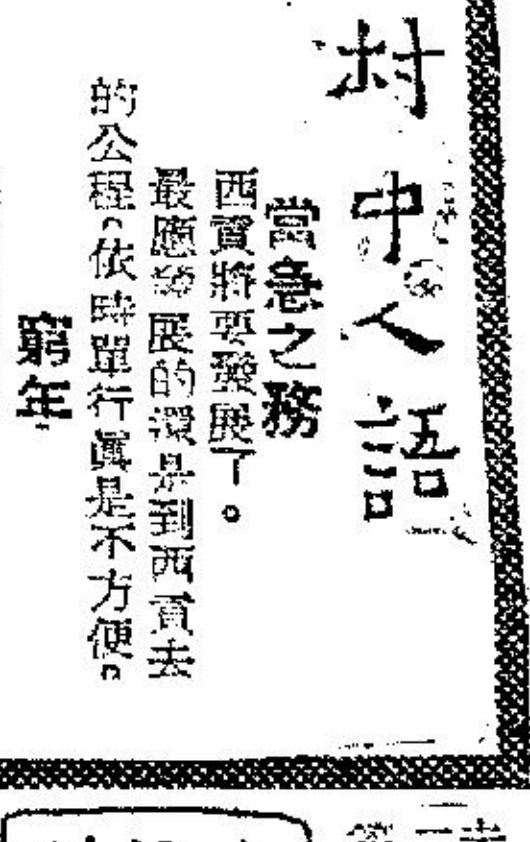 村中人語
當急之務
西貢將要發展了。
最應發展的還是到西貢去
的公程。依時單行眞是不方便。
窮年